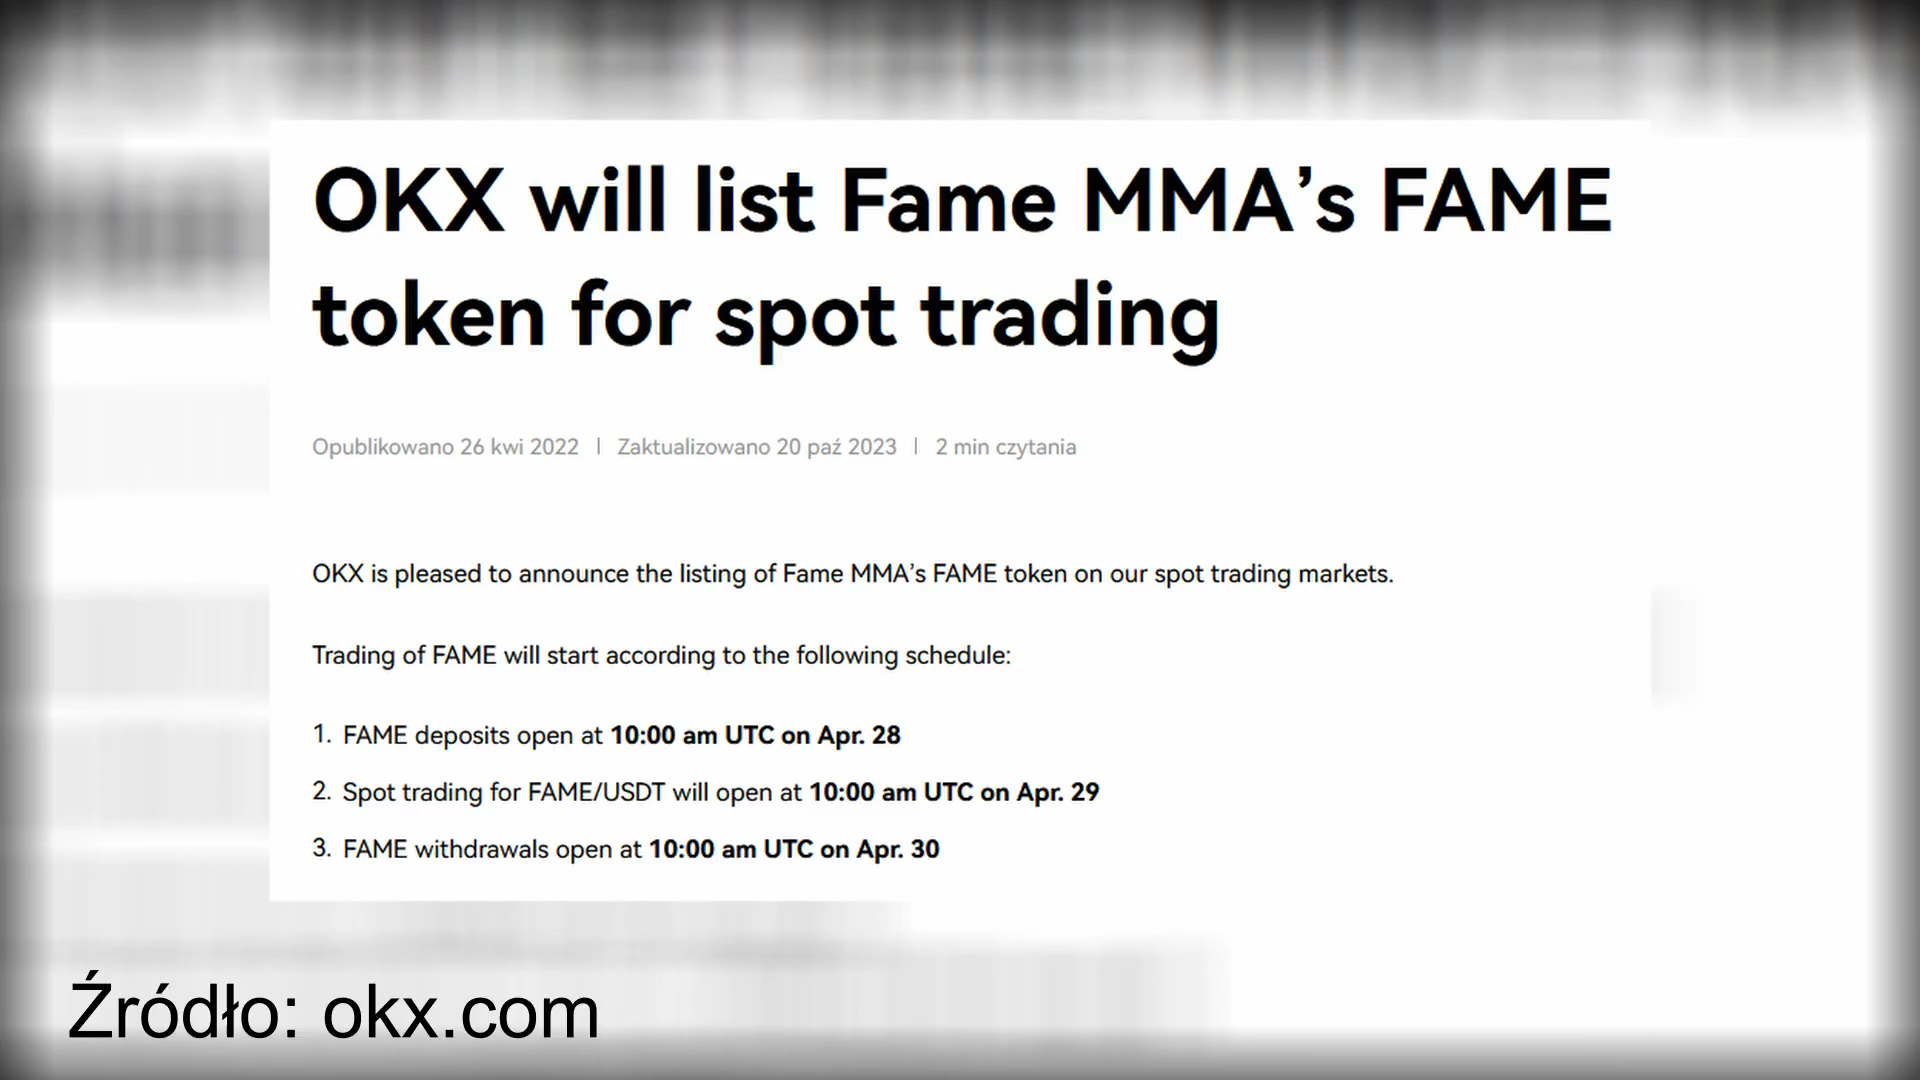 OKX will list Fame MMA’s FAME
token for spot trading
Opublikowano 26 kwi 2022 | Zaktualizowano 20 paź 2023 | 2 min czytania
OKX is pleased to announce the listing of Fame MMA’s FAME token on our spot trading markets.
Trading of FAME will start according to the following schedule:
1. FAME deposits open at 10:00 am UTC on Apr. 28
2. Spot trading for FAME/USDT will open at 10:00 am UTC on Apr. 29
3. FAME withdrawals open at 10:00 am UTC on Apr. 30
Źródło: okx.com